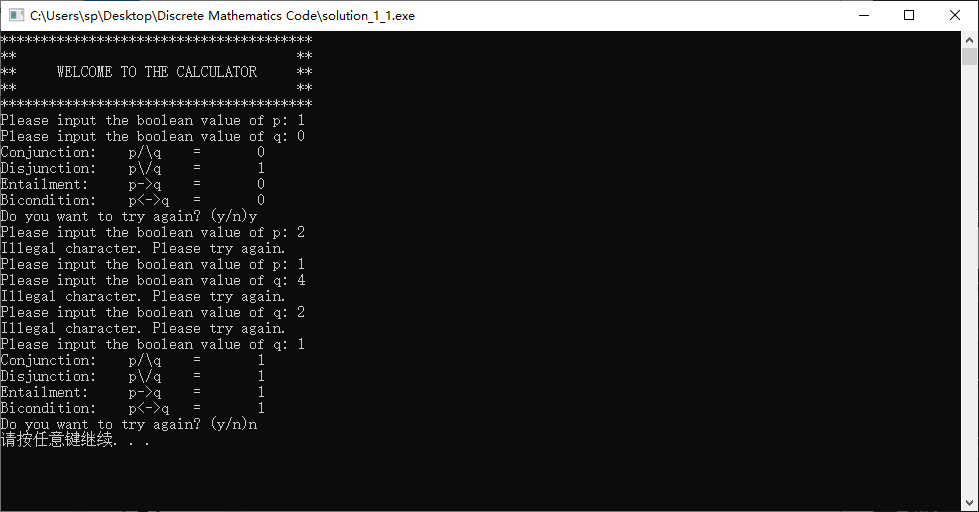 C:\Users\sp\Desktop\Discrete Mathematics Code\solution_1_1.exe
***************************************
**                                   **
**     WELCOME TO THE CALCULATOR     **
**                                   **
***************************************
Please input the boolean value of p: 1
Please input the boolean value of q: 0
Conjunction:    p/\q    =       0
Disjunction:    p\/q    =       1
Entailment:     p->q    =       0
Bicondition:    p<->q   =       0
Do you want to try again? (y/n)y
Please input the boolean value of p: 2
Illegal character. Please try again.
Please input the boolean value of p: 1
Please input the boolean value of q: 4
Illegal character. Please try again.
Please input the boolean value of q: 2
Illegal character. Please try again.
Please input the boolean value of q: 1
Conjunction:    p/\q    =       1
Disjunction:    p\/q    =       1
Entailment:     p->q    =       1
Bicondition:    p<->q   =       1
Do you want to try again? (y/n)n
请按任意键继续. . .